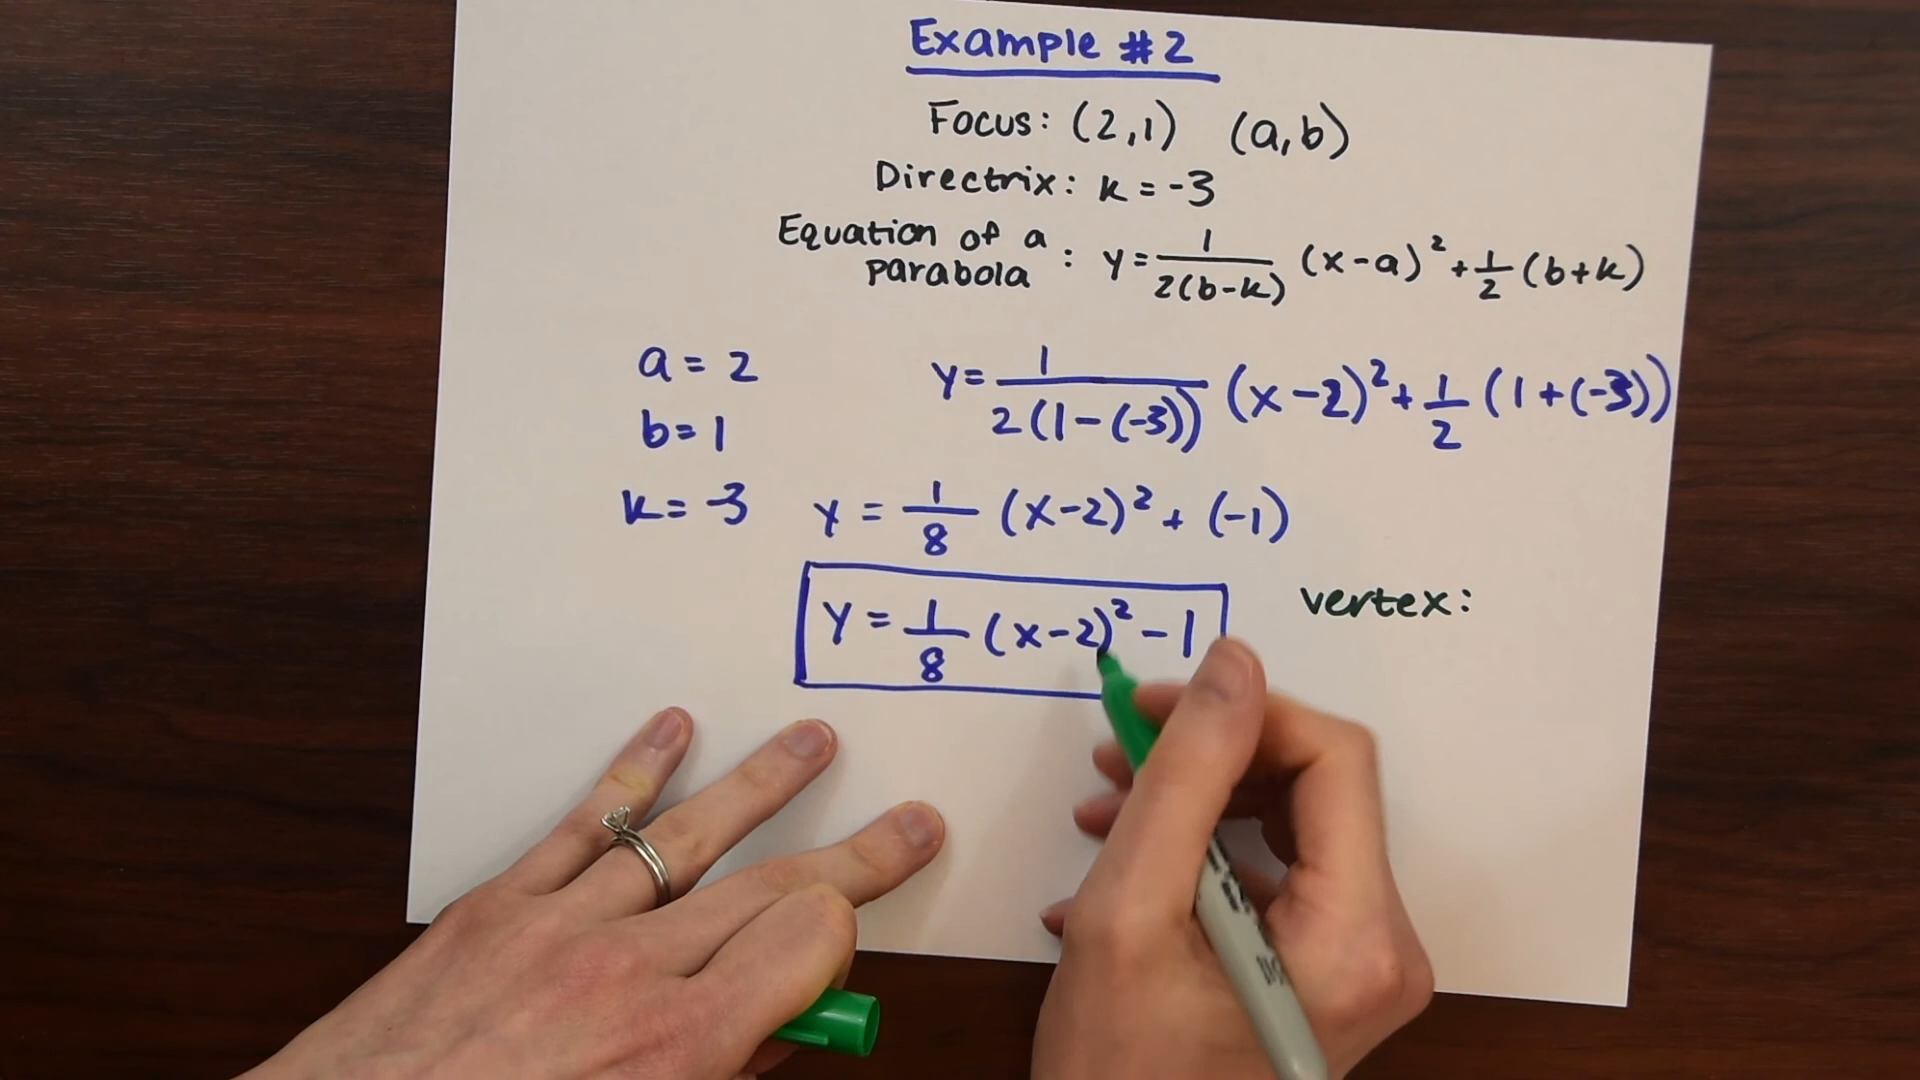 Example #2
Focus: (2,1) (a,b)
Directrix: k = -3
Equation of a parabola : y = 1/2(b-k) (x-a)² + 1/2 (b+k)
a = 2
b = 1
k = -3
y = 1/2(1-(-3)) (x-2)² + 1/2 (1+(-3))
y = 1/8 (x-2)² + (-1)
y = 1/8 (x-2)² - 1
vertex: